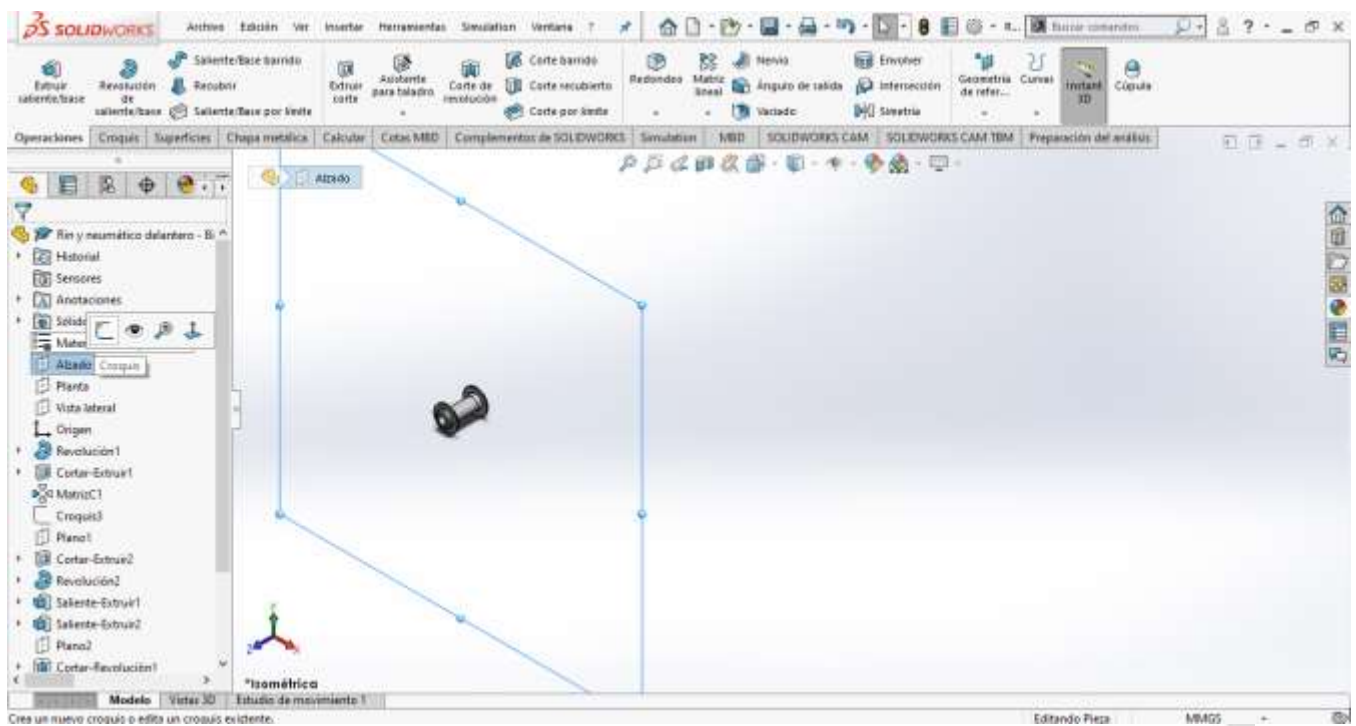 SOLIDWORKS Archivo Edición Ver Insertar Herramientas Simulation Ventana ?
Buscar comandos
Extruir saliente/base
Revolución de saliente/base
Saliente/Base barrido
Recubrir
Saliente/Base por límite
Extruir corte
Asistente para taladro
Corte de revolución
Corte barrido
Corte recubierto
Corte por límite
Redondeo
Matriz lineal
Nervio
Ángulo de salida
Vaciado
Envolver
Intersección
Simetría
Geometría de refer...
Curvas
Instant 3D
Cúpula
Operaciones Croquis Superficies Chapa metálica Calcular Cotas MBD Complementos de SOLIDWORKS Simulation MBD SOLIDWORKS CAM SOLIDWORKS CAM TBM Preparación del análisis
Alzado
Rin y neumático delantero - Bi
Historial
Sensores
Anotaciones
Sólido
Mater
Alzado Croquis
Planta
Vista lateral
Origen
Revolución1
Cortar-Extruir1
MatrizC1
Croquis3
Plano1
Cortar-Extruir2
Revolución2
Saliente-Extruir1
Saliente-Extruir2
Plano2
Cortar-Revolución1
*Isométrica
Modelo Vistas 3D Estudio de movimiento 1
Crea un nuevo croquis o edita un croquis existente.
Editando Pieza MMGS